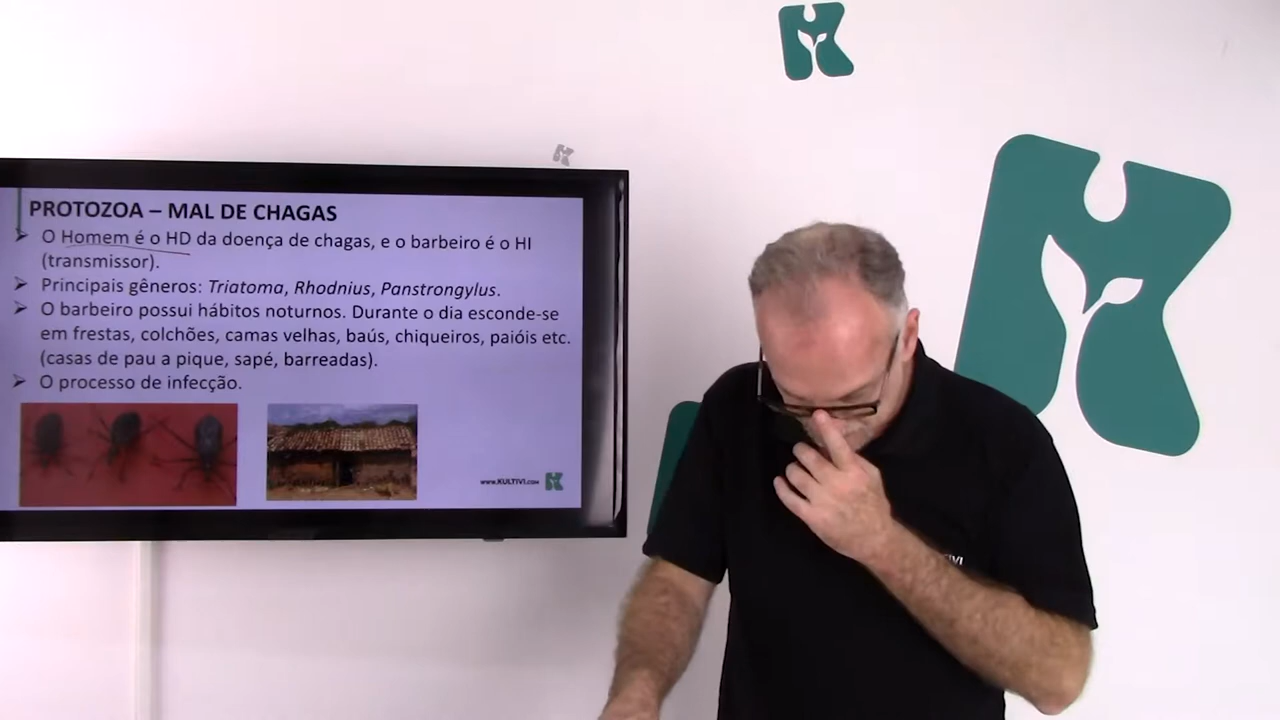 PROTOZOA – MAL DE CHAGAS
➢ O Homem é o HD da doença de chagas, e o barbeiro é o HI
(transmissor).
➢ Principais gêneros: Triatoma, Rhodnius, Panstrongylus.
➢ O barbeiro possui hábitos noturnos. Durante o dia esconde-se
em frestas, colchões, camas velhas, baús, chiqueiros, paióis etc.
(casas de pau a pique, sapé, barreadas).
➢ O processo de infecção.
www.KULTIVI.com